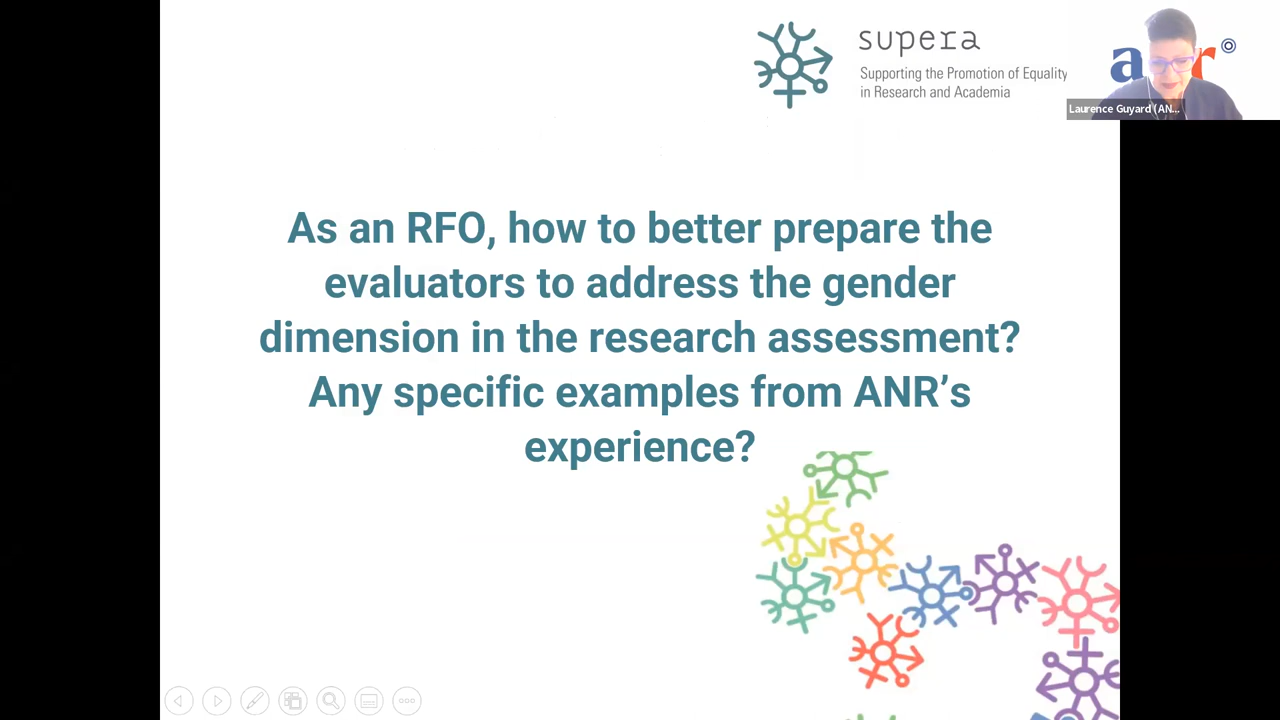 supera
Supporting the Promotion of Equality
in Research and Academia
Laurence Guyard (AN...
As an RFO, how to better prepare the
evaluators to address the gender
dimension in the research assessment?
Any specific examples from ANR’s
experience?